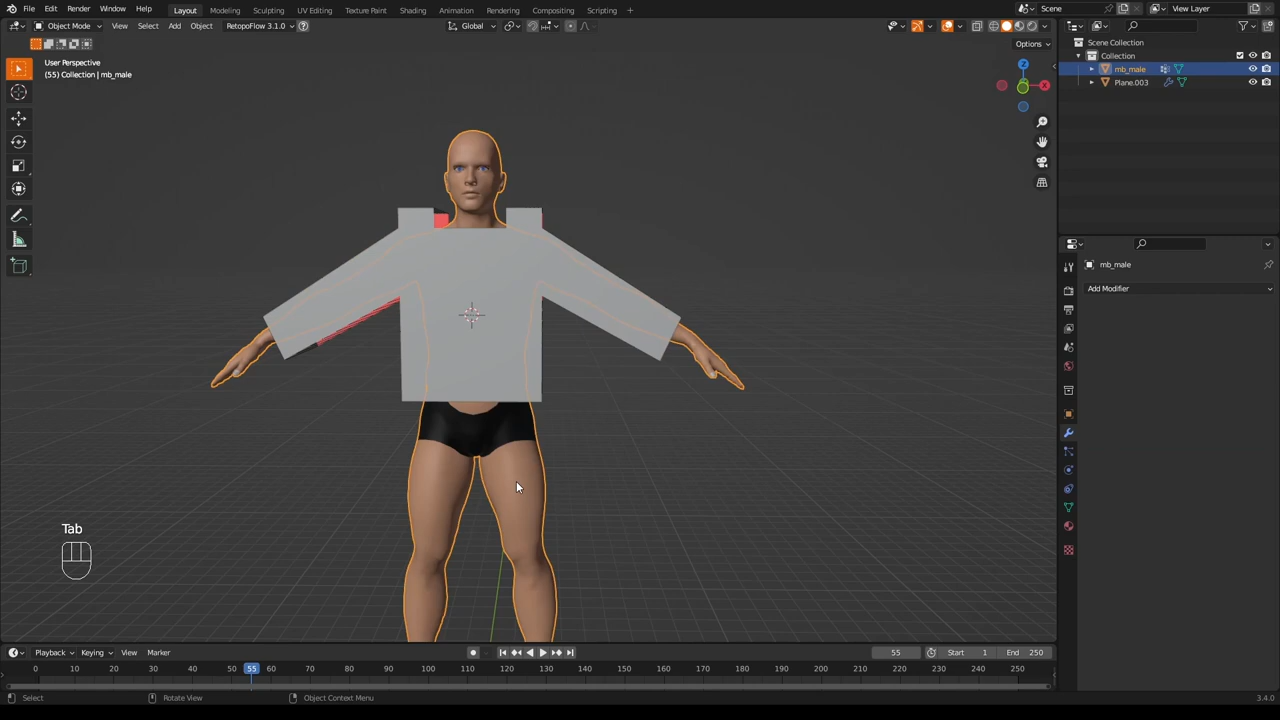 File Edit Render Window Help Layout Modeling Sculpting UV Editing Texture Paint Shading Animation Rendering Compositing Scripting + Scene View Layer
Object Mode View Select Add Object RetopoFlow 3.1.0 Global
Options
User Perspective
(55) Collection | mb_male
Z
X
Scene Collection
Collection
mb_male
Plane.003
mb_male
Add Modifier
Tab
Playback Keying View Marker 55 Start 1 End 250
0 10 20 30 40 50 55 60 70 80 90 100 110 120 130 140 150 160 170 180 190 200 210 220 230 240 250
Select Rotate View Object Context Menu 3.4.0